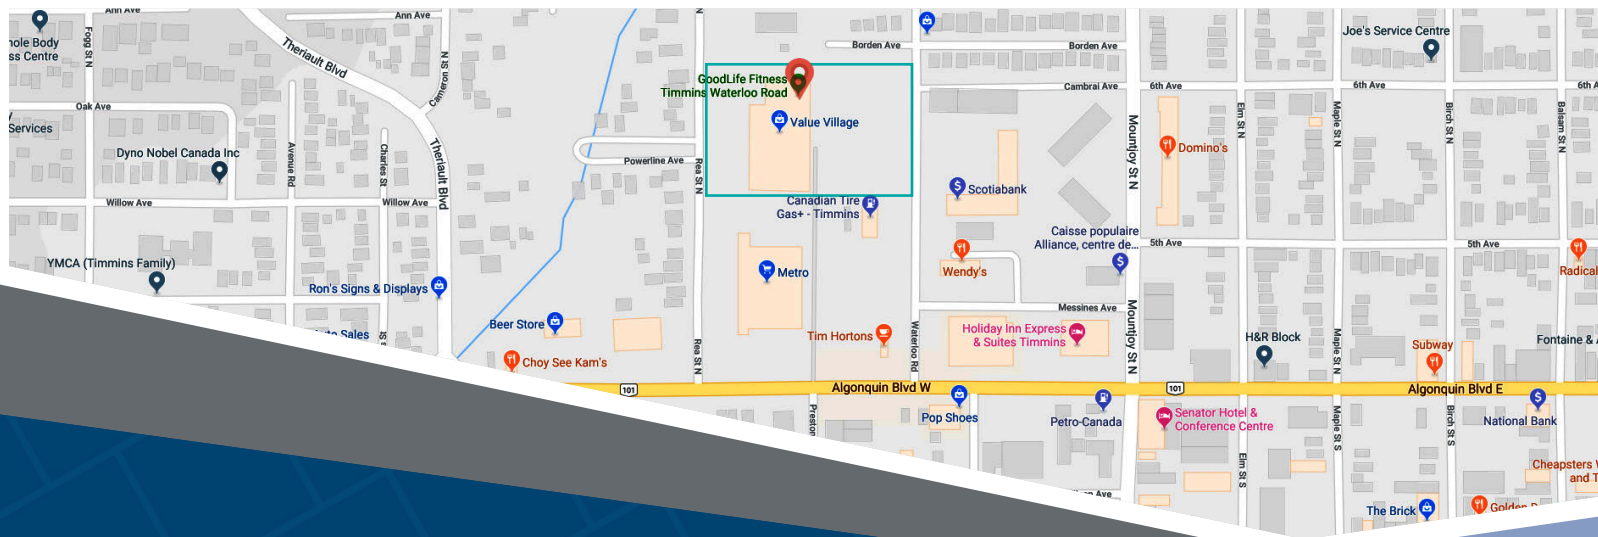 Ann Ave
Ann Ave
Fogg St N
Theriault Blvd
Cameron St N
Oak Ave
Services
Dyno Nobel Canada Inc
Avenue Rd
Charles St
Theriault Blvd
Willow Ave
Willow Ave
YMCA (Timmins Family)
Ron's Signs & Displays
Beer Store
Choy See Kam's
101
Powerline Ave
N
Rea St N
Rea St N
GoodLife Fitness
Timmins Waterloo Road
Value Village
Canadian Tire
Gas+ - Timmins
Metro
Tim Hortons
Algonquin Blvd W
Preston
Waterloo Rd
Pop Shoes
Borden Ave
Borden Ave
Cambrai Ave
Scotiabank
Wendy's
Caisse populaire
Alliance, centre de...
Messines Ave
Holiday Inn Express
& Suites Timmins
Petro-Canada
Mountjoy St N
Mountjoy St N
Domino's
6th Ave
6th Ave
6th A
5th Ave
5th Ave
Elm St N
Maple St N
Birch St N
Balsam St N
Joe's Service Centre
H&R Block
Subway
Radical
Fontaine & A
Maple St N
101
Algonquin Blvd E
Senator Hotel &
Conference Centre
Elm St S
Maple St S
Birch St S
National Bank
Cheapsters
and T
The Brick
Golden